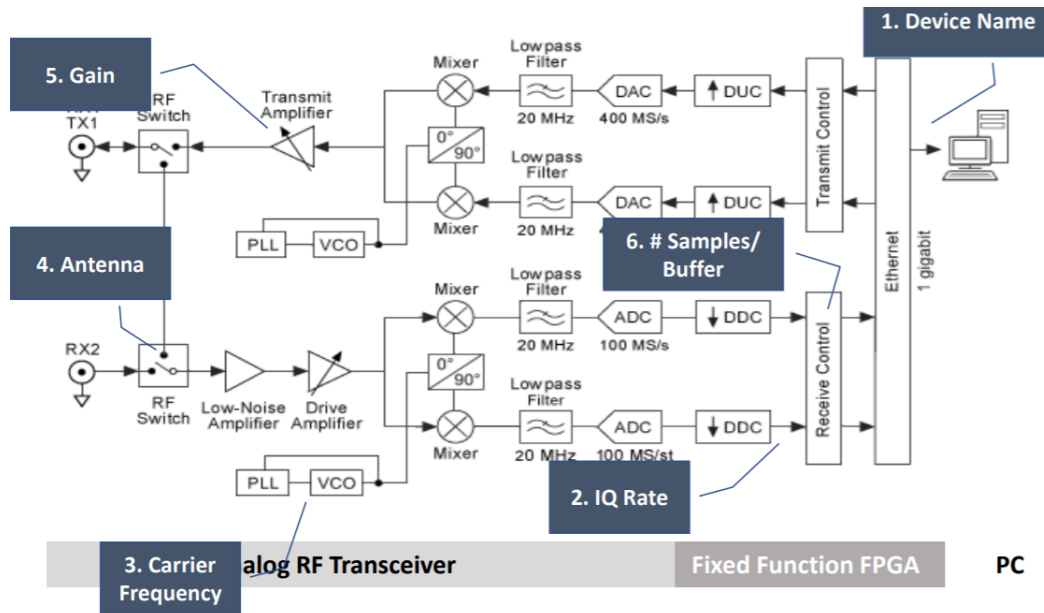 1. Device Name
5. Gain
Transmit
Amplifier
RF
Switch
TX1
Mixer
Lowpass
Filter
20 MHz
DAC
400 MS/s
DUC
Transmit Control
0°
90°
Mixer
Lowpass
Filter
20 MHz
DAC
DUC
PLL
VCO
Ethernet
1 gigabit
4. Antenna
6. # Samples/
Buffer
RX2
RF
Switch
Low-Noise
Amplifier
Drive
Amplifier
Mixer
Lowpass
Filter
20 MHz
ADC
100 MS/s
DDC
Receive Control
0°
90°
Mixer
Lowpass
Filter
20 MHz
ADC
100 MS/st
DDC
PLL
VCO
2. IQ Rate
3. Carrier
Frequency
alog RF Transceiver
Fixed Function FPGA
PC